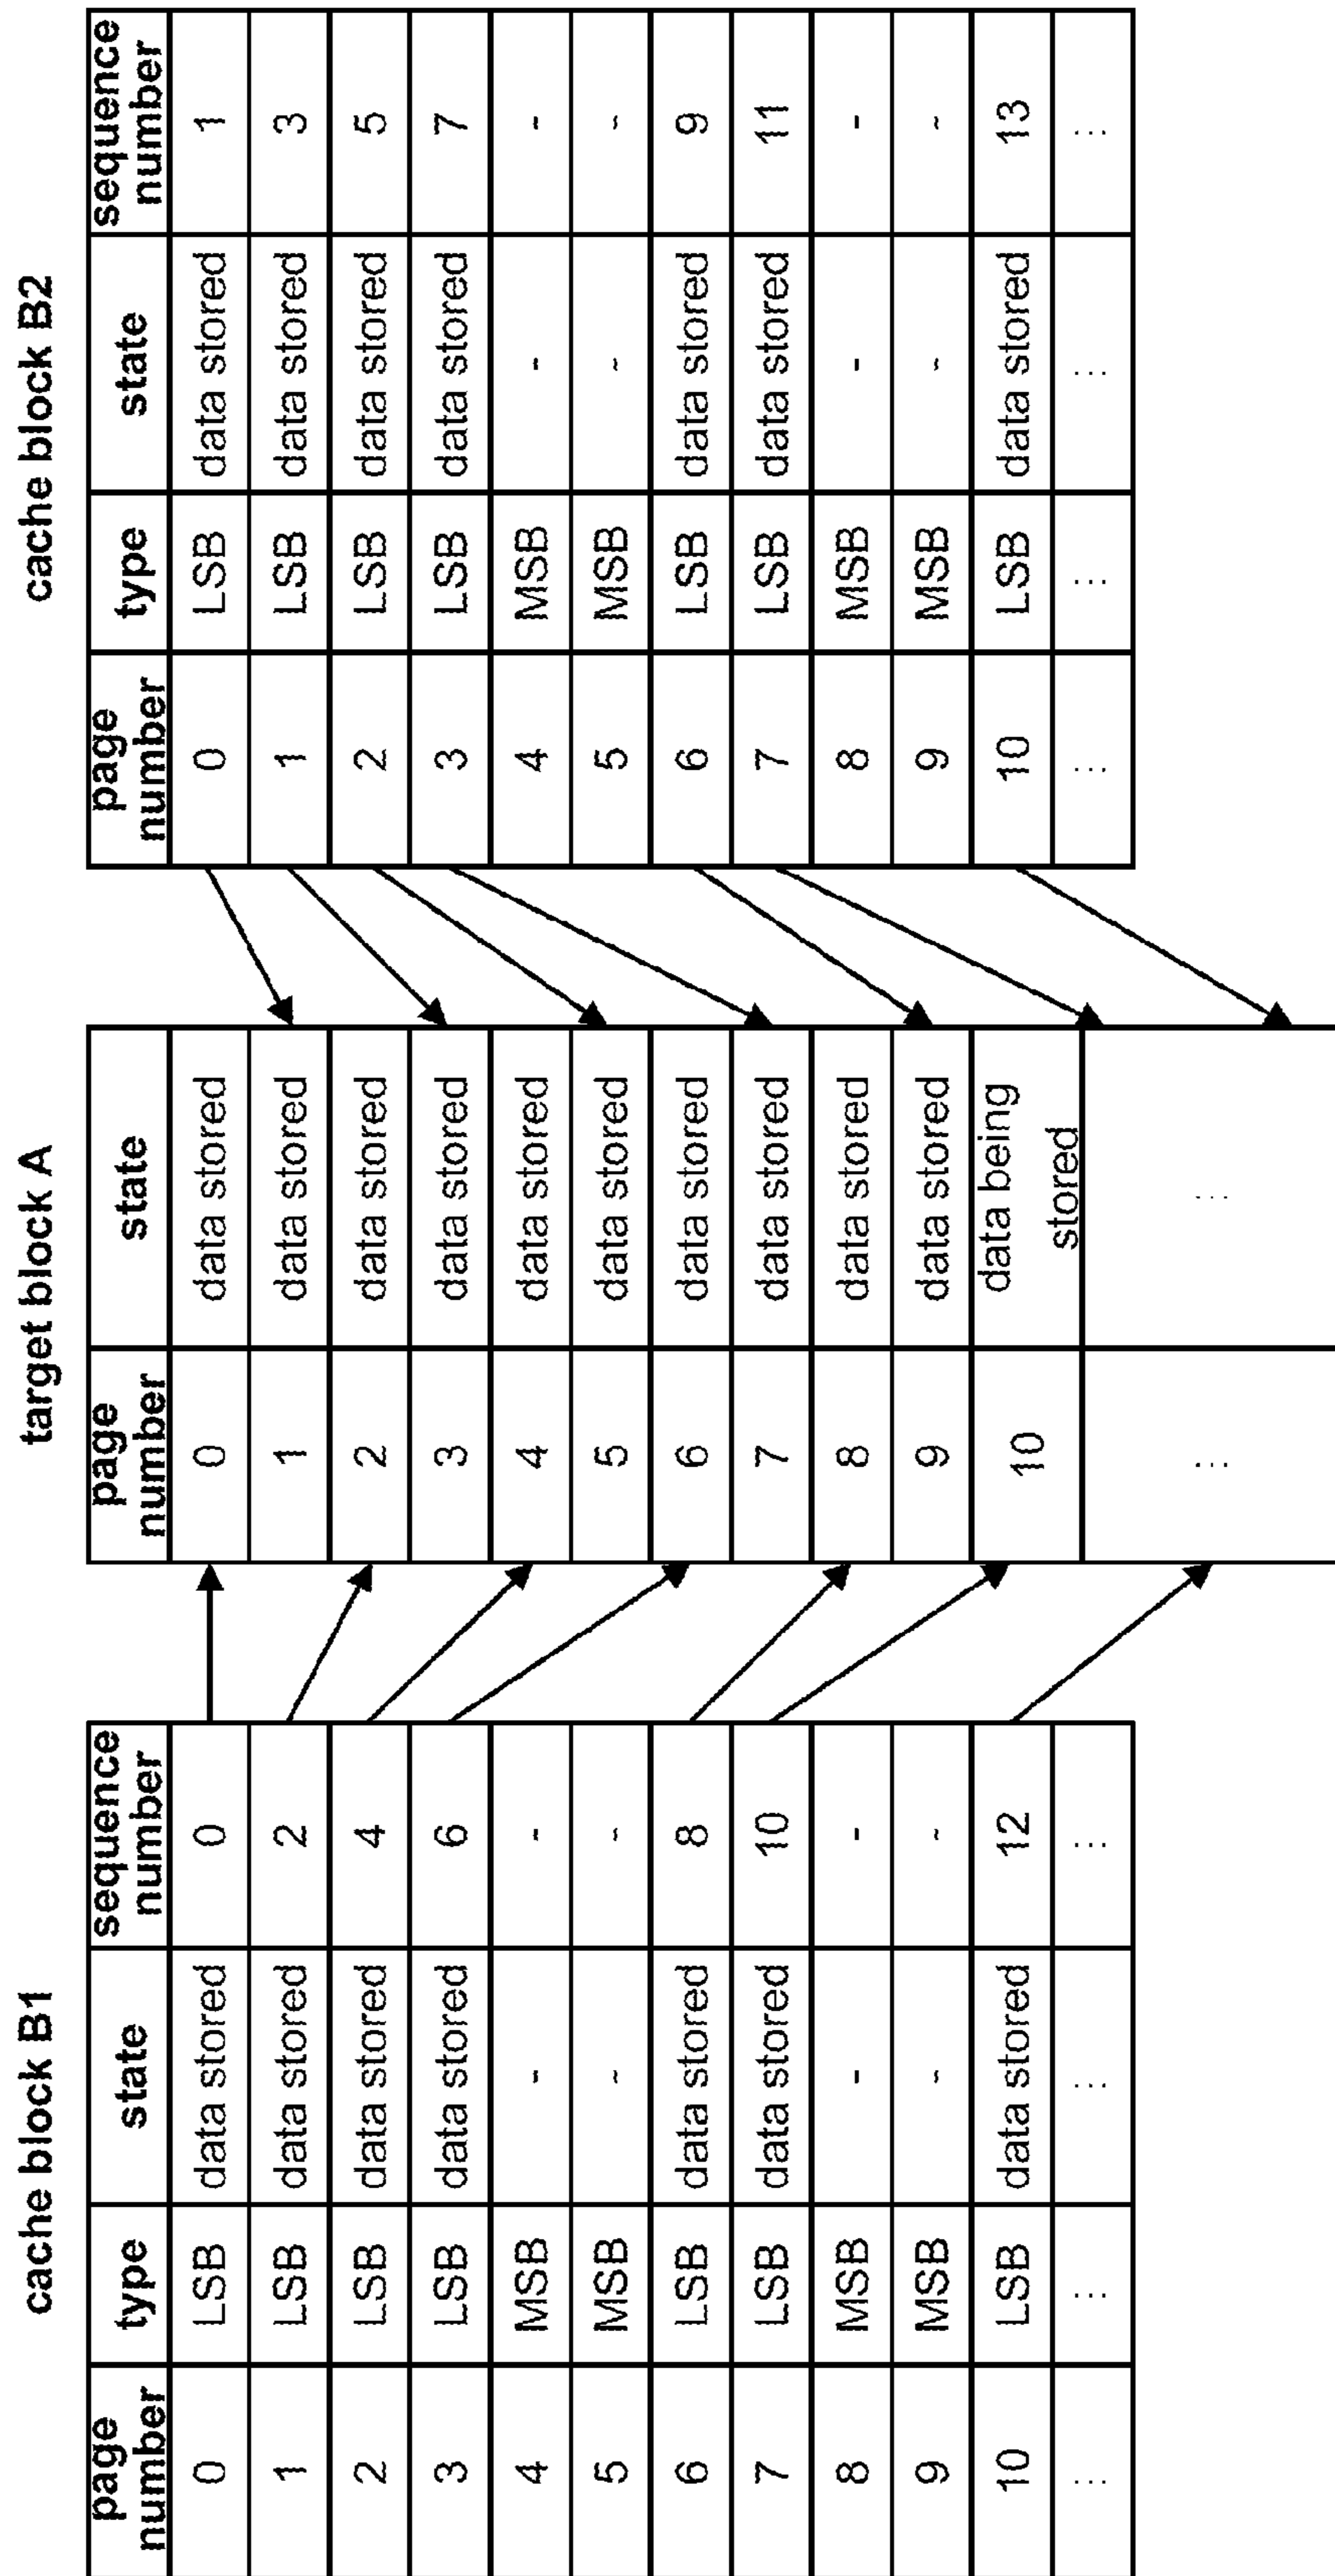 cache block B1
page number type state sequence number
0 LSB data stored 0
1 LSB data stored 2
2 LSB data stored 4
3 LSB data stored 6
4 MSB - -
5 MSB - -
6 LSB data stored 8
7 LSB data stored 10
8 MSB - -
9 MSB - -
10 LSB data stored 12
... ... ... ...
target block A
page number state
0 data stored
1 data stored
2 data stored
3 data stored
4 data stored
5 data stored
6 data stored
7 data stored
8 data stored
9 data stored
10 data being
stored
... ...
cache block B2
page number type state sequence number
0 LSB data stored 1
1 LSB data stored 3
2 LSB data stored 5
3 LSB data stored 7
4 MSB - -
5 MSB - -
6 LSB data stored 9
7 LSB data stored 11
8 MSB - -
9 MSB - -
10 LSB data stored 13
... ... ... ...